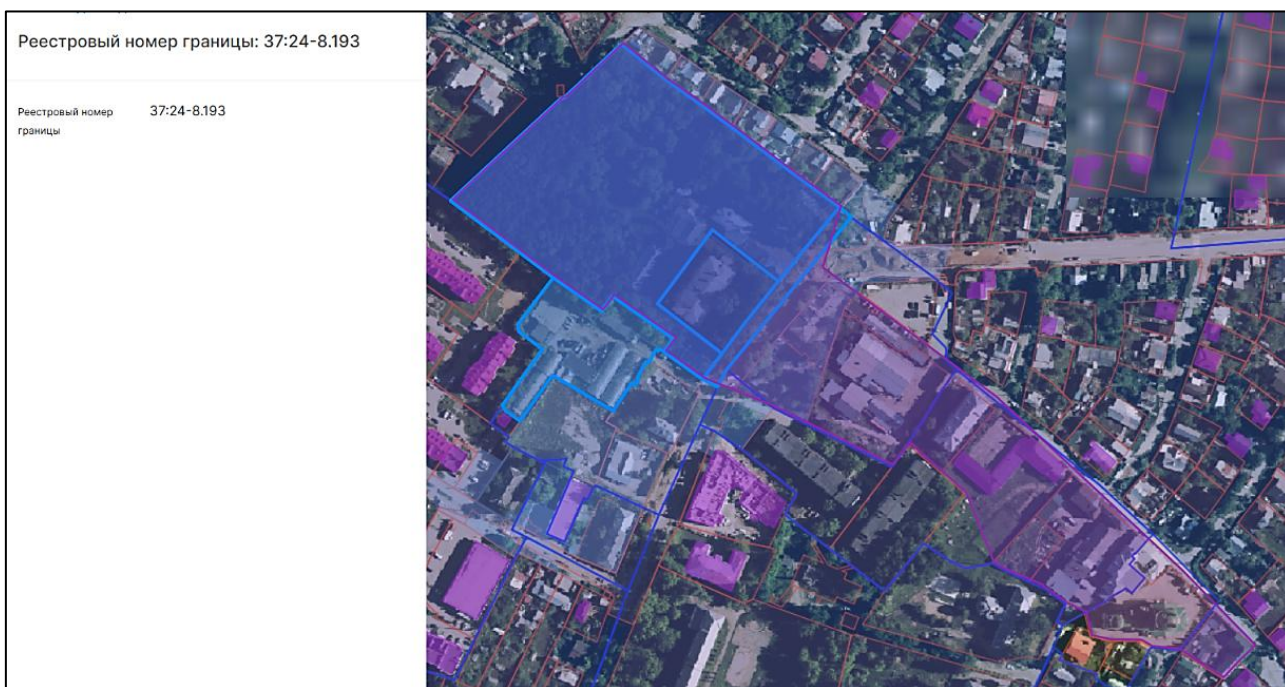 Реестровый номер границы: 37:24-8.193
Реестровый номер границы 37:24-8.193